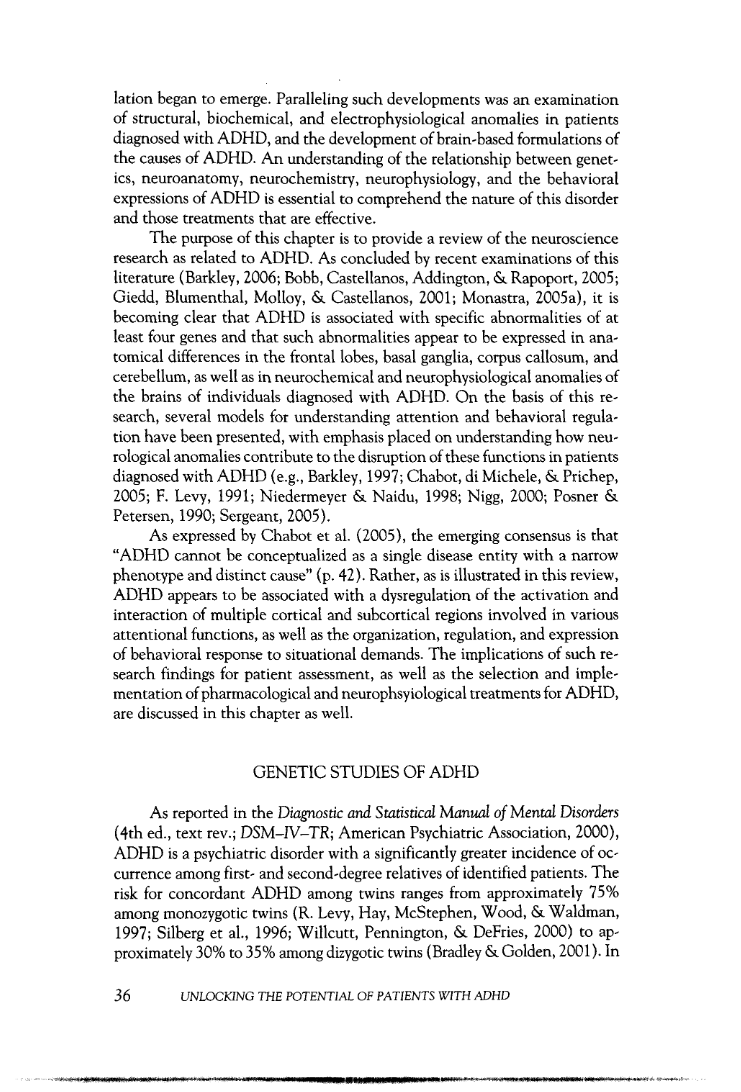 lation began to emerge. Paralleling such developments was an examination
of structural, biochemical, and electrophysiological anomalies in patients
diagnosed with ADHD, and the development of brain-based formulations of
the causes of ADHD. An understanding of the relationship between genet-
ics, neuroanatomy, neurochemistry, neurophysiology, and the behavioral
expressions of ADHD is essential to comprehend the nature of this disorder
and those treatments that are effective.
The purpose of this chapter is to provide a review of the neuroscience
research as related to ADHD. As concluded by recent examinations of this
literature (Barkley, 2006; Bobb, Castellanos, Addington, & Rapoport, 2005;
Giedd, Blumenthal, Molloy, & Castellanos, 2001; Monastra, 2005a), it is
becoming clear that ADHD is associated with specific abnormalities of at
least four genes and that such abnormalities appear to be expressed in ana-
tomical differences in the frontal lobes, basal ganglia, corpus callosum, and
cerebellum, as well as in neurochemical and neurophysiological anomalies of
the brains of individuals diagnosed with ADHD. On the basis of this re-
search, several models for understanding attention and behavioral regula-
tion have been presented, with emphasis placed on understanding how neu-
rological anomalies contribute to the disruption of these functions in patients
diagnosed with ADHD (e.g., Barkley, 1997; Chabot, di Michele, & Prichep,
2005; F. Levy, 1991; Niedermeyer & Naidu, 1998; Nigg, 2000; Posner &
Petersen, 1990; Sergeant, 2005).
As expressed by Chabot et al. (2005), the emerging consensus is that
“ADHD cannot be conceptualized as a single disease entity with a narrow
phenotype and distinct cause” (p. 42). Rather, as is illustrated in this review,
ADHD appears to be associated with a dysregulation of the activation and
interaction of multiple cortical and subcortical regions involved in various
attentional functions, as well as the organization, regulation, and expression
of behavioral response to situational demands. The implications of such re-
search findings for patient assessment, as well as the selection and imple-
mentation of pharmacological and neurophsyiological treatments for ADHD,
are discussed in this chapter as well.
GENETIC STUDIES OF ADHD
As reported in the Diagnostic and Statistical Manual of Mental Disorders
(4th ed., text rev.; DSM–IV–TR; American Psychiatric Association, 2000),
ADHD is a psychiatric disorder with a significantly greater incidence of oc-
currence among first- and second-degree relatives of identified patients. The
risk for concordant ADHD among twins ranges from approximately 75%
among monozygotic twins (R. Levy, Hay, McStephen, Wood, & Waldman,
1997; Silberg et al., 1996; Willcutt, Pennington, & DeFries, 2000) to ap-
proximately 30% to 35% among dizygotic twins (Bradley & Golden, 2001). In
36 UNLOCKING THE POTENTIAL OF PATIENTS WITH ADHD